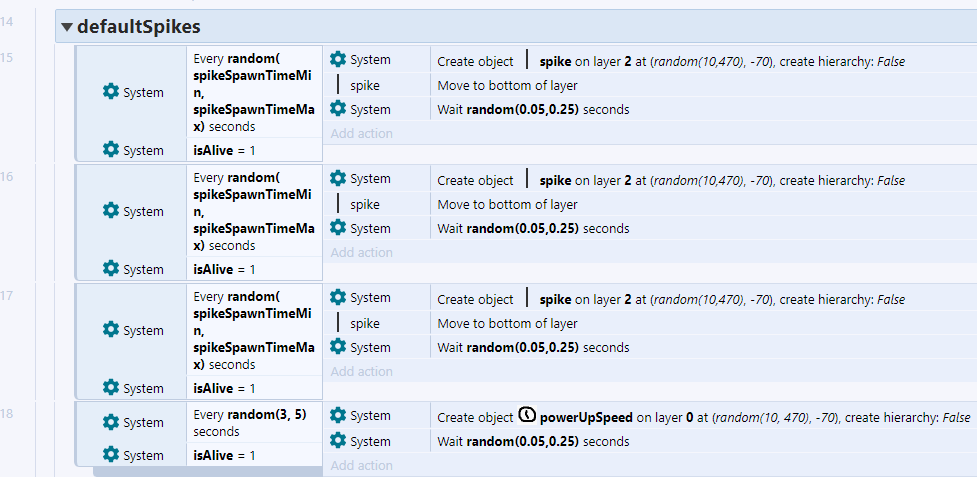 14
defaultSpikes
15
System
Every random(
spikeSpawnTimeMi
n,
spikeSpawnTimeMa
x) seconds
System
isAlive = 1
System
Create object spike on layer 2 at (random(10,470), -70), create hierarchy: False
spike
Move to bottom of layer
System
Wait random(0.05,0.25) seconds
Add action
16
System
Every random(
spikeSpawnTimeMi
n,
spikeSpawnTimeMa
x) seconds
System
isAlive = 1
System
Create object spike on layer 2 at (random(10,470), -70), create hierarchy: False
spike
Move to bottom of layer
System
Wait random(0.05,0.25) seconds
Add action
17
System
Every random(
spikeSpawnTimeMi
n,
spikeSpawnTimeMa
x) seconds
System
isAlive = 1
System
Create object spike on layer 2 at (random(10,470), -70), create hierarchy: False
spike
Move to bottom of layer
System
Wait random(0.05,0.25) seconds
Add action
18
System
Every random(3, 5)
seconds
System
isAlive = 1
System
Create object powerUpSpeed on layer 0 at (random(10, 470), -70), create hierarchy: False
System
Wait random(0.05,0.25) seconds
Add action